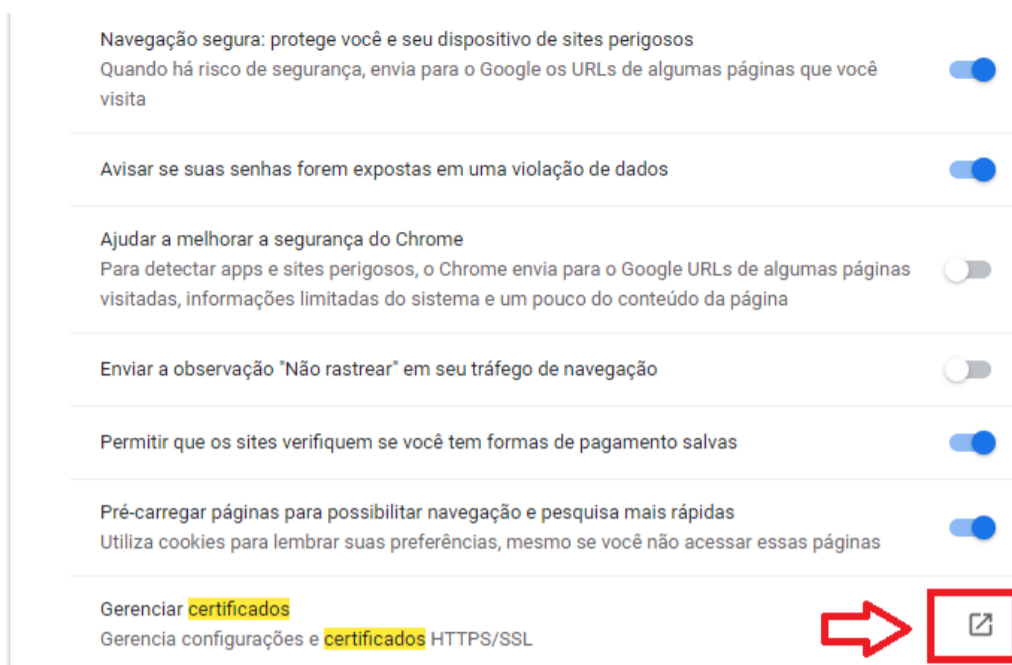 Navegação segura: protege você e seu dispositivo de sites perigosos
Quando há risco de segurança, envia para o Google os URLs de algumas páginas que você
visita
Avisar se suas senhas forem expostas em uma violação de dados
Ajudar a melhorar a segurança do Chrome
Para detectar apps e sites perigosos, o Chrome envia para o Google URLs de algumas páginas
visitadas, informações limitadas do sistema e um pouco do conteúdo da página
Enviar a observação "Não rastrear" em seu tráfego de navegação
Permitir que os sites verifiquem se você tem formas de pagamento salvas
Pré-carregar páginas para possibilitar navegação e pesquisa mais rápidas
Utiliza cookies para lembrar suas preferências, mesmo se você não acessar essas páginas
Gerenciar certificados
Gerencia configurações e certificados HTTPS/SSL